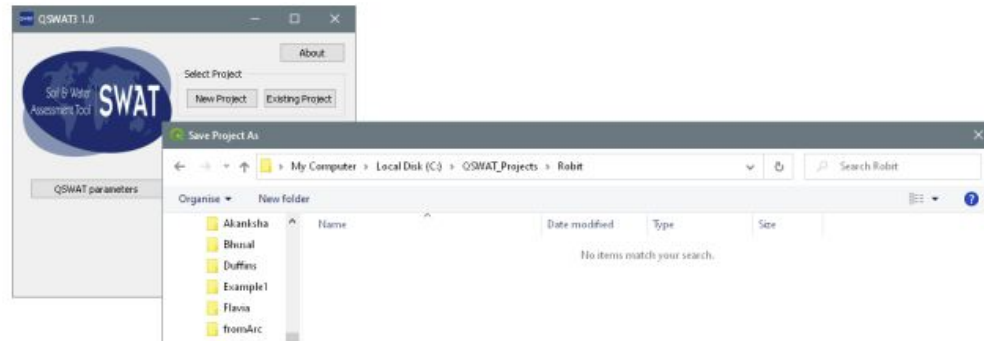 QSWAT3 1.0
About
Select Project
New Project Existing Project
Soil & Water
Assessment Tool
SWAT
QSWAT parameters
Save Project As
My Computer > Local Disk (C:) > QSWAT_Projects > Robit
Search Robit
Organise New folder
Name Date modified Type Size
No items match your search.
Akanksha
Bhusal
Duffins
Example1
Flavia
fromArc